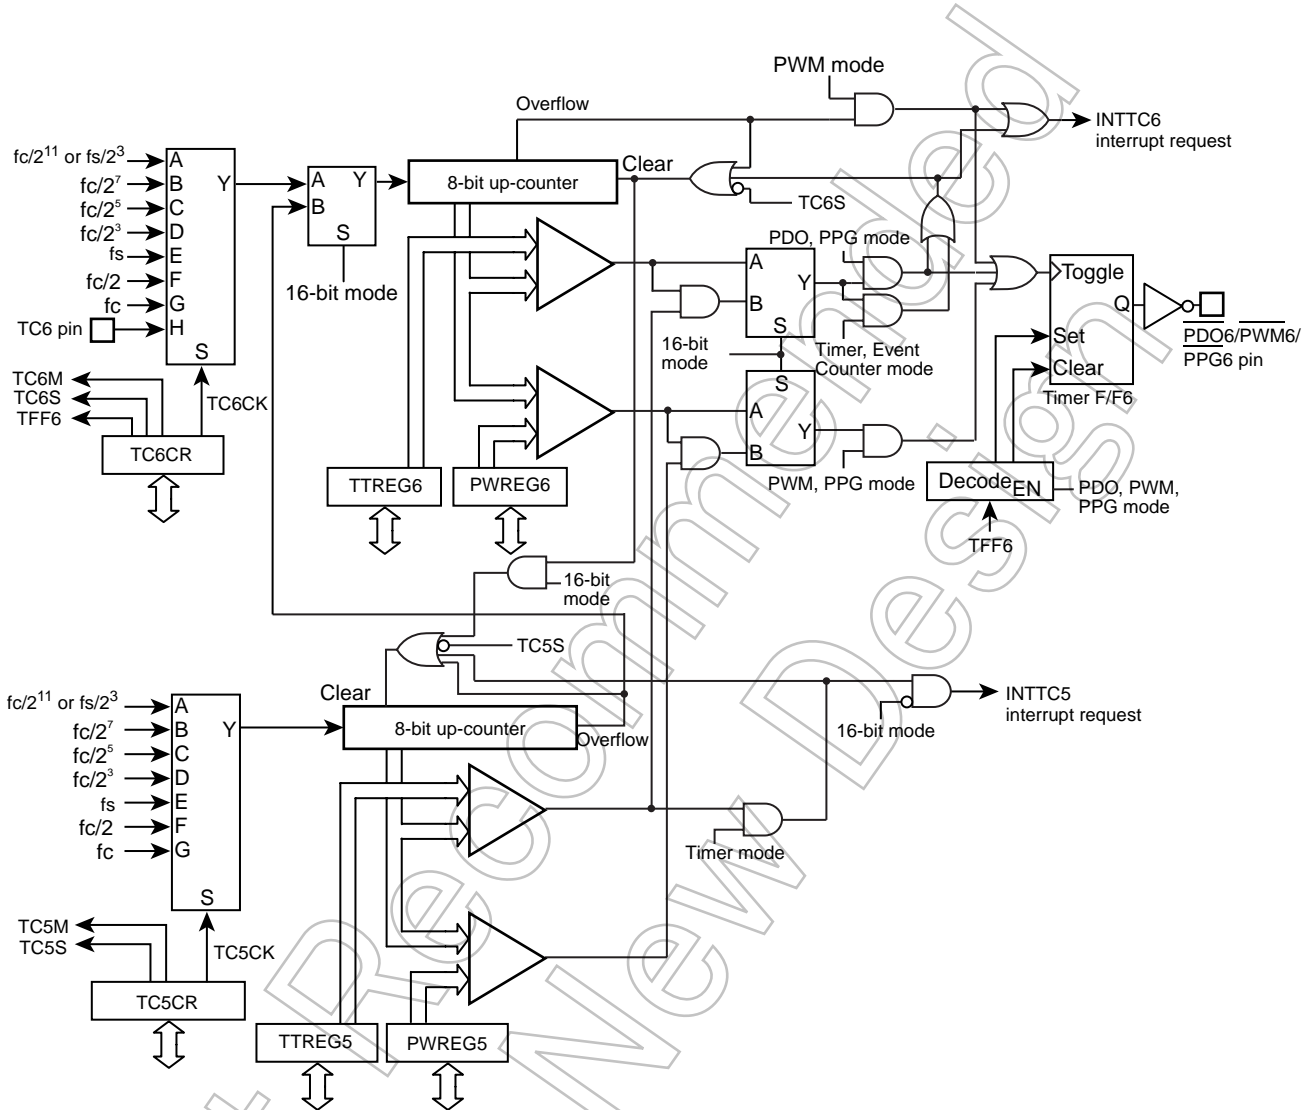 PWM mode
Overflow
INTTC6
interrupt request
fc/2¹¹ or fs/2³
fc/2⁷
fc/2⁵
fc/2³
fs
fc/2
fc
TC6 pin
A
B
C
D
E
F
G
H
Y
S
A
B
Y
S
16-bit mode
8-bit up-counter
Clear
TC6S
PDO, PPG mode
A
B
Y
S
16-bit
mode
Timer, Event
Counter mode
S
A
B
Y
PWM, PPG mode
Toggle
Q
Set
Clear
Timer F/F6
PDO6/PWM6/
PPG6 pin
Decode EN
PDO, PWM,
PPG mode
TFF6
TC6M
TC6S
TFF6
TC6CK
TC6CR
TTREG6
PWREG6
16-bit
mode
TC5S
Clear
8-bit up-counter
Overflow
fc/2¹¹ or fs/2³
fc/2⁷
fc/2⁵
fc/2³
fs
fc/2
fc
A
B
C
D
E
F
G
Y
S
INTTC5
interrupt request
16-bit mode
Timer mode
TC5M
TC5S
TC5CK
TC5CR
TTREG5
PWREG5
t Recommended
New Design